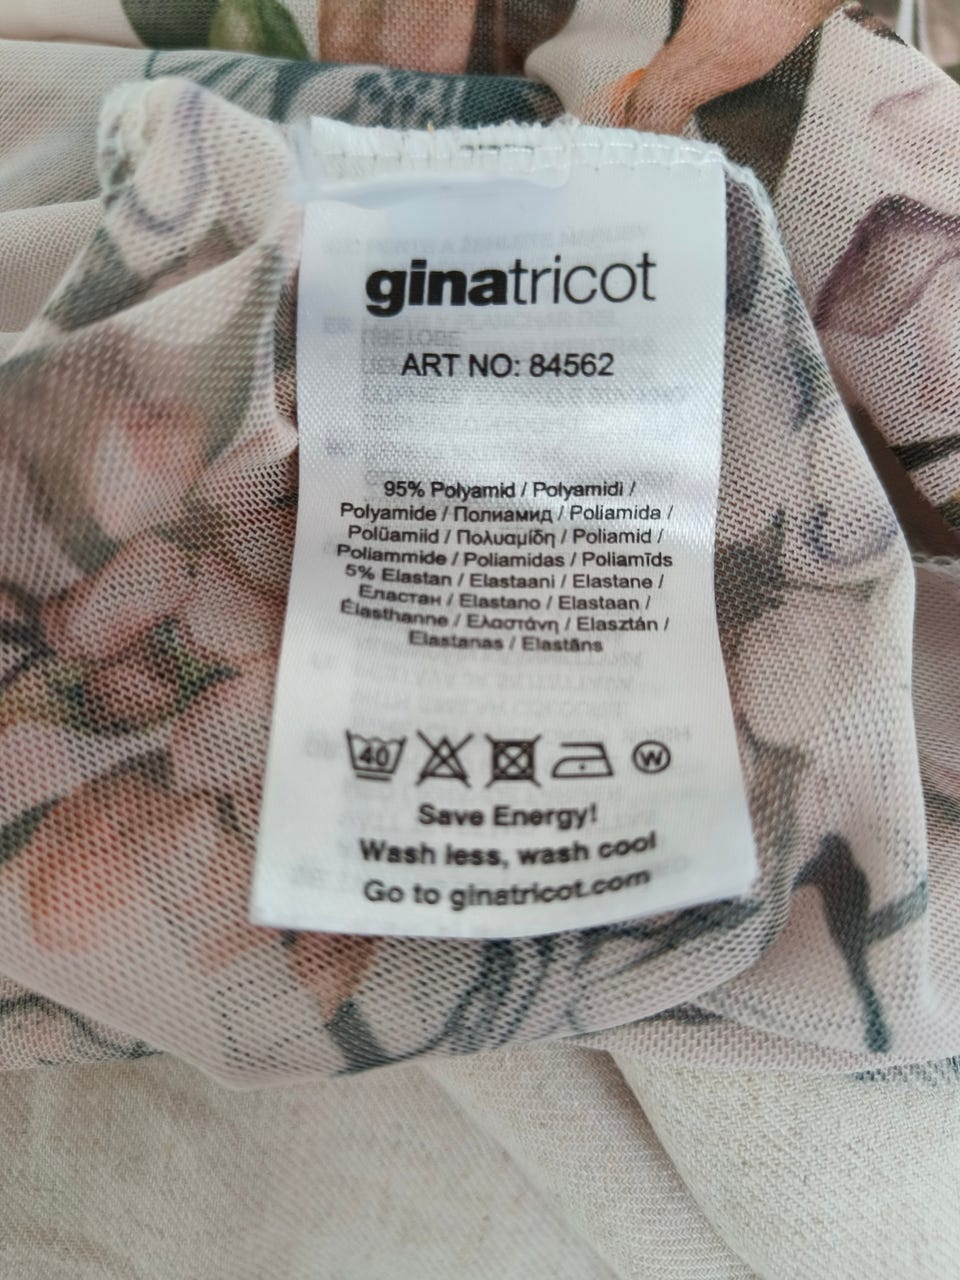 ginatricot
ART NO: 84562
95% Polyamid / Polyamidi /
Polyamide / Полиамид / Poliamida /
Polüamiid / Πολυαμίδη / Poliamid /
Poliammide / Poliamidas / Poliamīds
5% Elastan / Elastaani / Elastane /
Еластан / Elastano / Elastaan /
Élasthanne / Ελαστάνη / Elasztán /
Elastanas / Elastāns
40 W
Save Energy!
Wash less, wash cool
Go to ginatricot.com